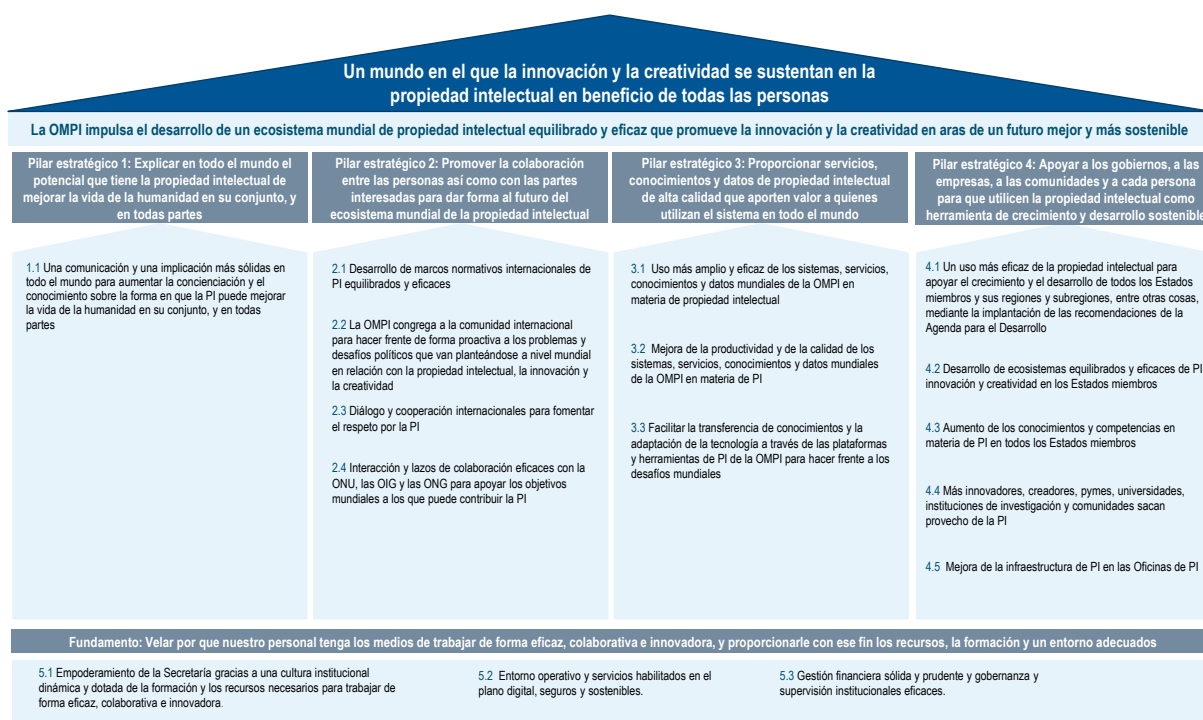 Un mundo en el que la innovación y la creatividad se sustentan en la
propiedad intelectual en beneficio de todas las personas
La OMPI impulsa el desarrollo de un ecosistema mundial de propiedad intelectual equilibrado y eficaz que promueve la innovación y la creatividad en aras de un futuro mejor y más sostenible
Pilar estratégico 1: Explicar en todo el mundo el
potencial que tiene la propiedad intelectual de
mejorar la vida de la humanidad en su conjunto, y
en todas partes
1.1 Una comunicación y una implicación más sólidas en
todo el mundo para aumentar la concienciación y el
conocimiento sobre la forma en que la PI puede mejorar
la vida de la humanidad en su conjunto, y en todas
partes
Pilar estratégico 2: Promover la colaboración
entre las personas así como con las partes
interesadas para dar forma al futuro del
ecosistema mundial de la propiedad intelectual
2.1 Desarrollo de marcos normativos internacionales de
PI equilibrados y eficaces
2.2 La OMPI congrega a la comunidad internacional
para hacer frente de forma proactiva a los problemas y
desafíos políticos que van planteándose a nivel mundial
en relación con la propiedad intelectual, la innovación y
la creatividad
2.3 Diálogo y cooperación internacionales para fomentar
el respeto por la PI
2.4 Interacción y lazos de colaboración eficaces con la
ONU, las OIG y las ONG para apoyar los objetivos
mundiales a los que puede contribuir la PI
Pilar estratégico 3: Proporcionar servicios,
conocimientos y datos de propiedad intelectual
de alta calidad que aporten valor a quienes
utilizan el sistema en todo el mundo
3.1 Uso más amplio y eficaz de los sistemas, servicios,
conocimientos y datos mundiales de la OMPI en
materia de propiedad intelectual
3.2 Mejora de la productividad y de la calidad de los
sistemas, servicios, conocimientos y datos mundiales
de la OMPI en materia de PI
3.3 Facilitar la transferencia de conocimientos y la
adaptación de la tecnología a través de las plataformas
y herramientas de PI de la OMPI para hacer frente a los
desafíos mundiales
Pilar estratégico 4: Apoyar a los gobiernos, a las
empresas, a las comunidades y a cada persona
para que utilicen la propiedad intelectual como
herramienta de crecimiento y desarrollo sostenible
4.1 Un uso más eficaz de la propiedad intelectual para
apoyar el crecimiento y el desarrollo de todos los Estados
miembros y sus regiones y subregiones, entre otras cosas,
mediante la implantación de las recomendaciones de la
Agenda para el Desarrollo
4.2 Desarrollo de ecosistemas equilibrados y eficaces de PI,
innovación y creatividad en los Estados miembros
4.3 Aumento de los conocimientos y competencias en
materia de PI en todos los Estados miembros
4.4 Más innovadores, creadores, pymes, universidades,
instituciones de investigación y comunidades sacan
provecho de la PI
4.5 Mejora de la infraestructura de PI en las Oficinas de PI
Fundamento: Velar por que nuestro personal tenga los medios de trabajar de forma eficaz, colaborativa e innovadora, y proporcionarle con ese fin los recursos, la formación y un entorno adecuados
5.1 Empoderamiento de la Secretaría gracias a una cultura institucional
dinámica y dotada de la formación y los recursos necesarios para trabajar de
forma eficaz, colaborativa e innovadora.
5.2 Entorno operativo y servicios habilitados en el
plano digital, seguros y sostenibles.
5.3 Gestión financiera sólida y prudente y gobernanza y
supervisión institucionales eficaces.